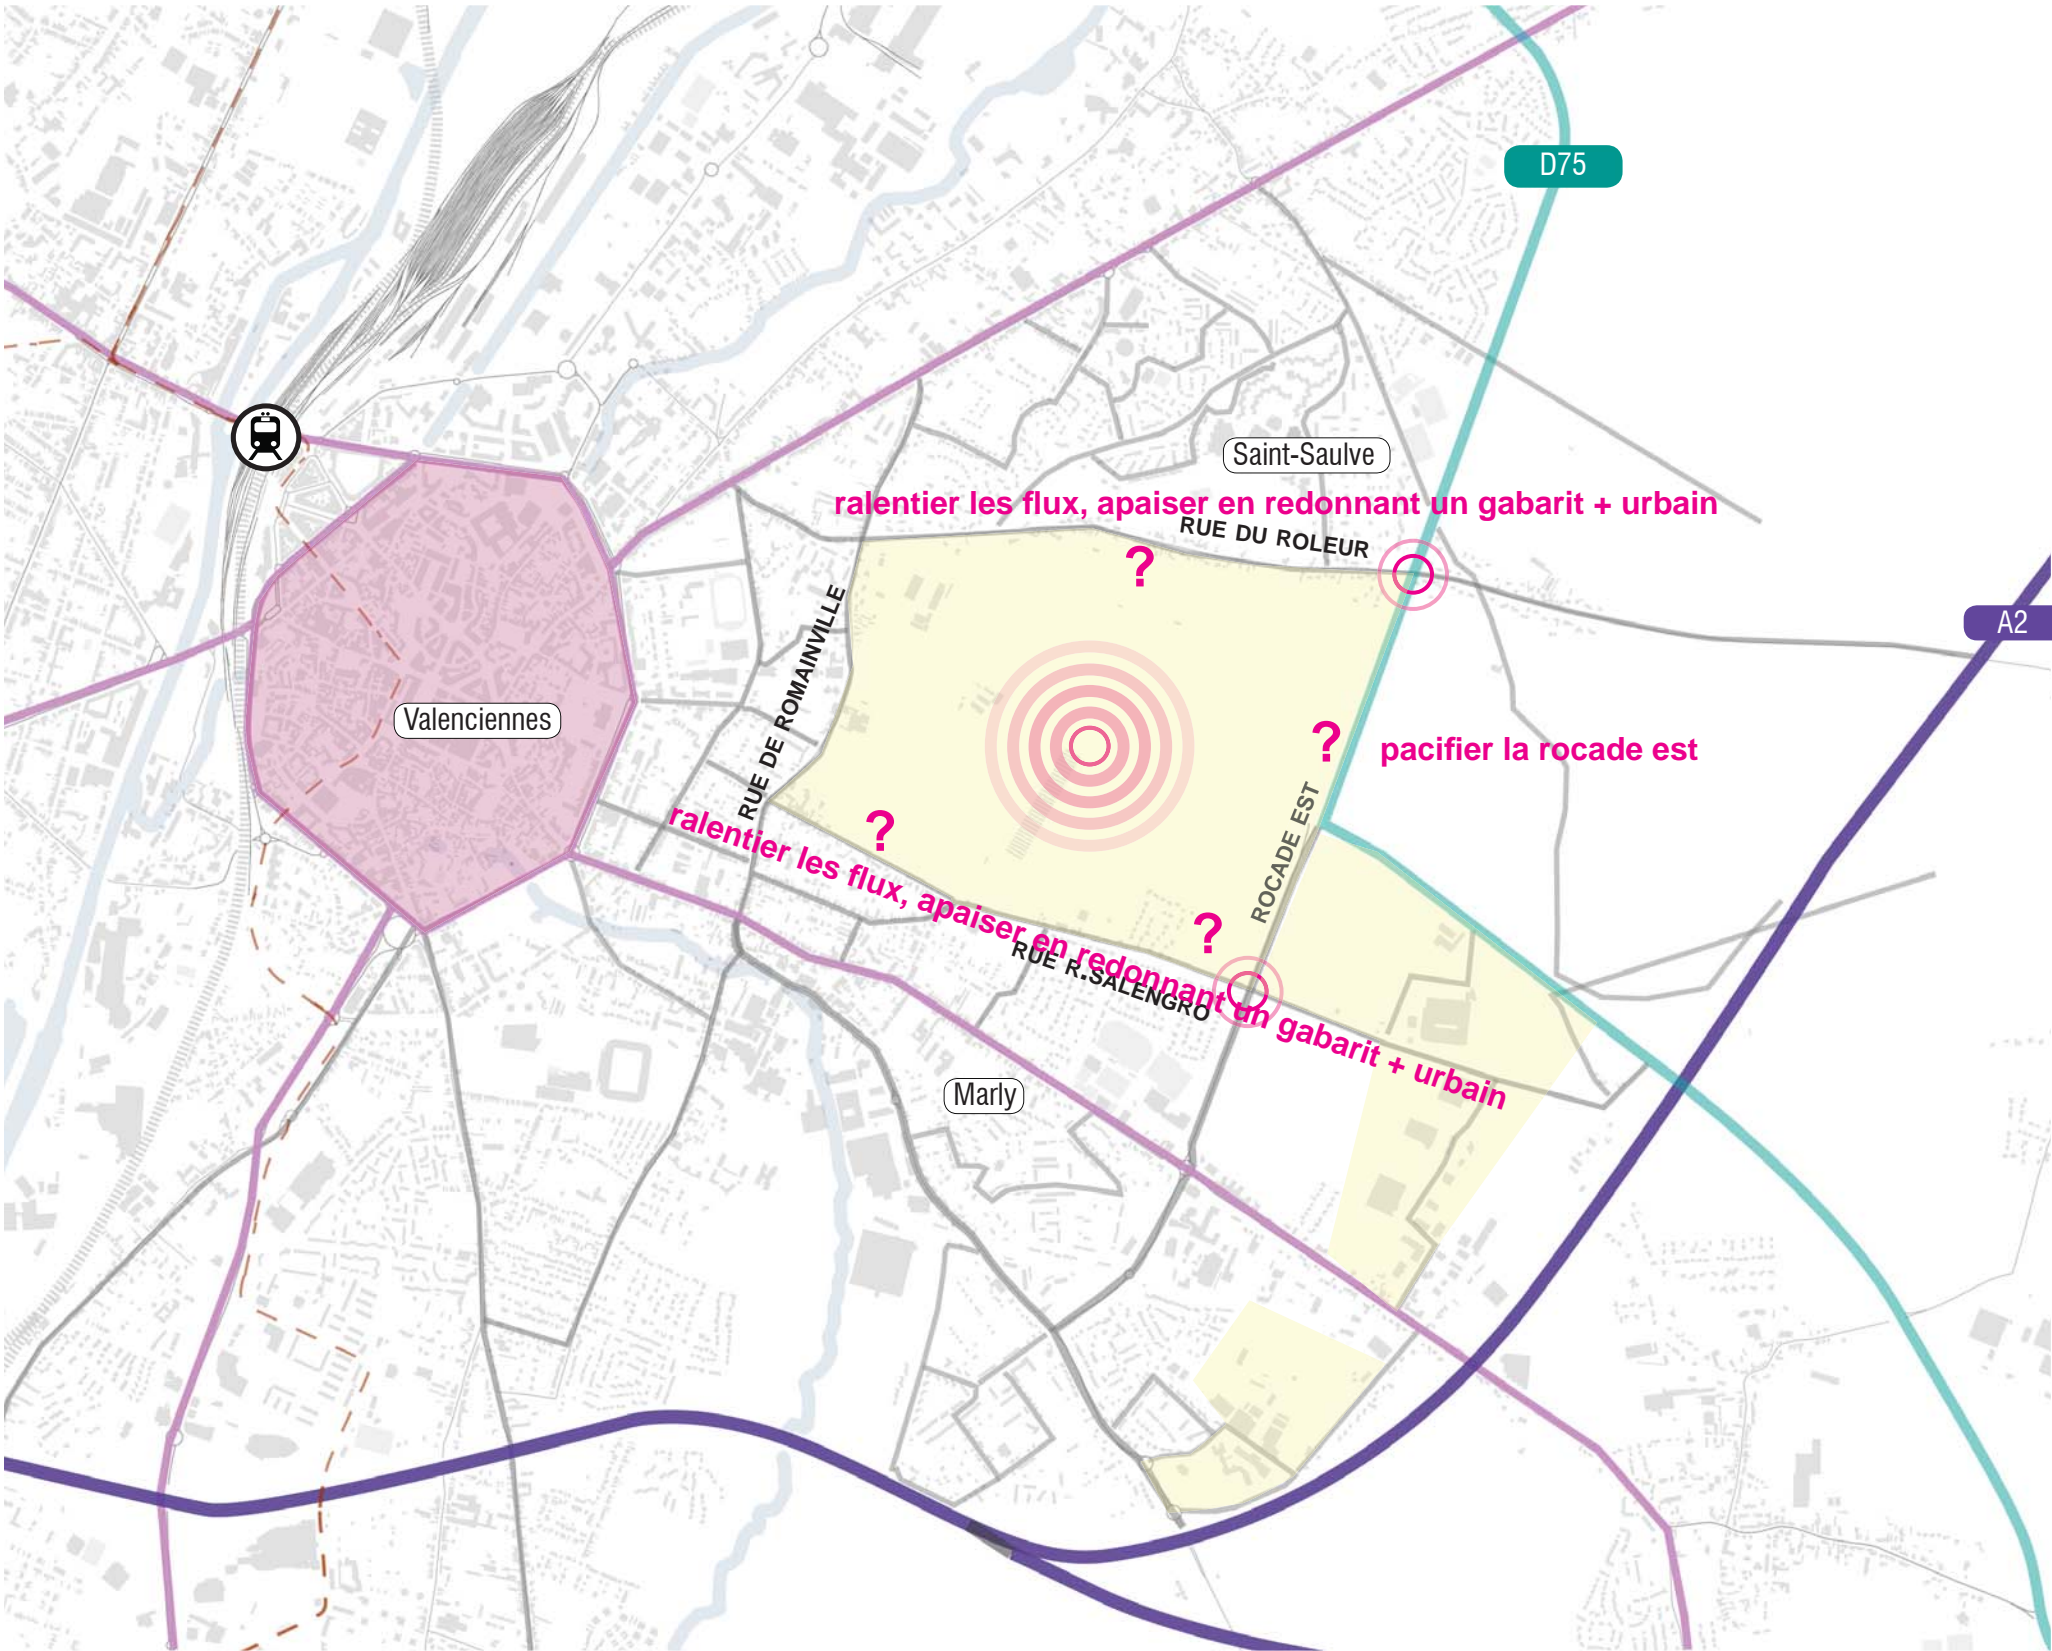 D75
Saint-Saulve
ralentier les flux, apaiser en redonnant un gabarit + urbain
RUE DU ROLEUR
?
A2
RUE DE ROMAINVILLE
Valenciennes
?
pacifier la rocade est
ROCADE EST
?
ralentier les flux, apaiser en redonnant un gabarit + urbain
?
RUE R.SALENGRO
Marly